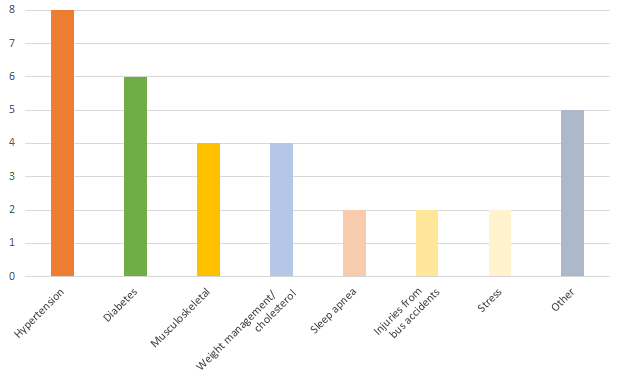 8
7
6
5
4
3
2
1
0
Hypertension
Diabetes
Musculoskeletal
Weight management/
cholesterol
Sleep apnea
Injuries from
bus accidents
Stress
Other